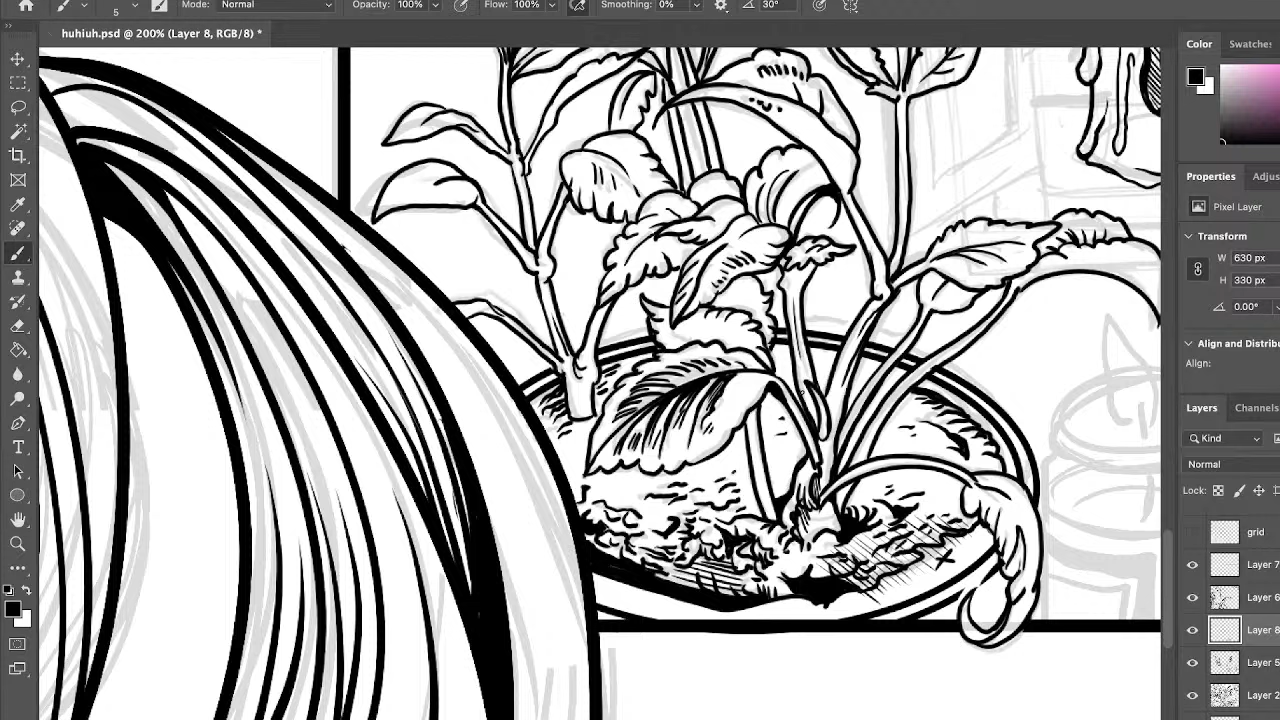 Mode: Normal Opacity: 100% Flow: 100% Smoothing: 0% 30°
5
huhiuh.psd @ 200% (Layer 8, RGB/8) *
Color Swatches
Properties
Pixel Layer
Transform
W 630 px
H 330 px
0.00°
Align and
Align:
Layers Channels
Kind
Normal
Lock:
grid
Layer 7
Layer 6
Layer 8
Layer 5
Layer 2